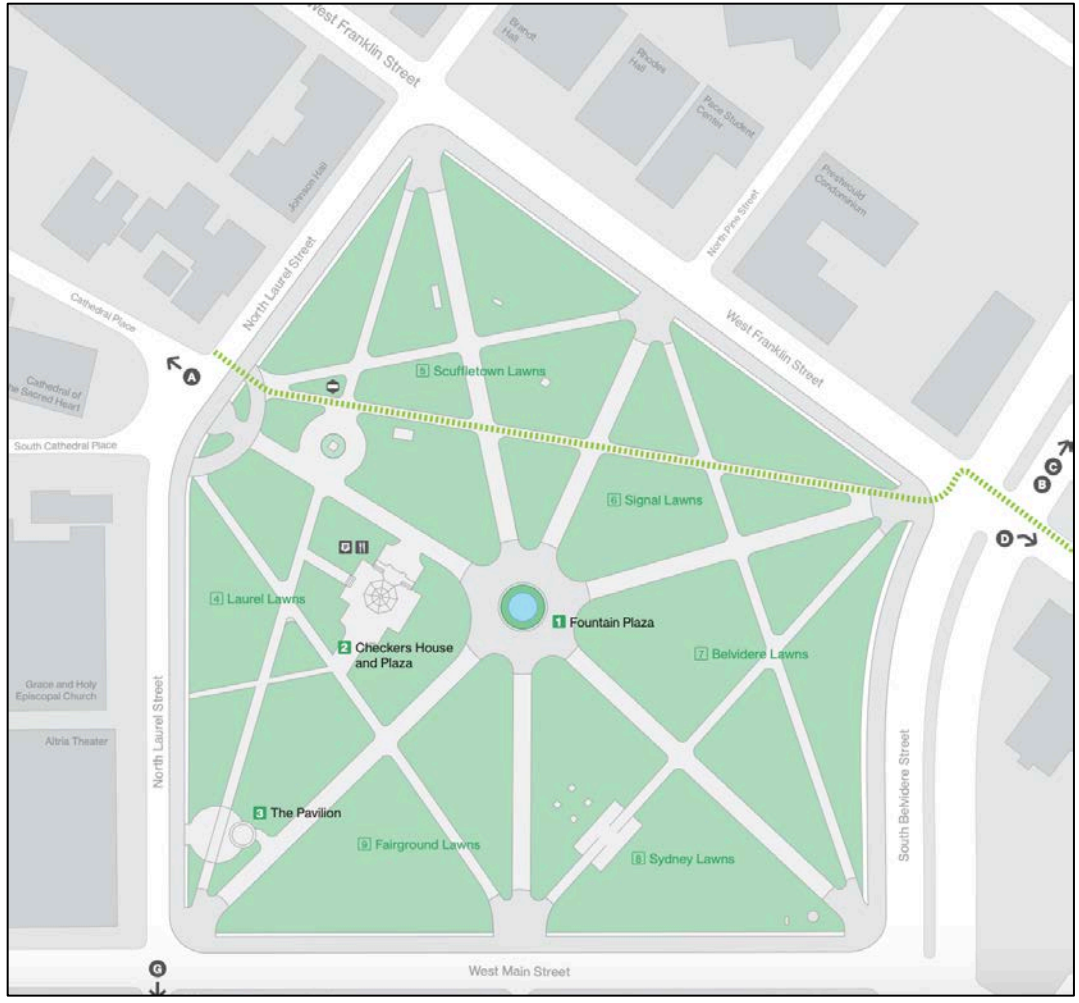 West Franklin Street
Brandt
Hall
Rhodes
Hall
Pace Student
Center
Johnson Hall
North Pine Street
Prestwould
Condominium
North Laurel Street
Cathedral Place
A
Cathedral of
he Sacred Heart
South Cathedral Place
West Franklin Street
5 Scuffletown Lawns
C
B
D
6 Signal Lawns
P
4 Laurel Lawns
1 Fountain Plaza
2 Checkers House
and Plaza
7 Belvidere Lawns
Grace and Holy
Episcopal Church
North Laurel Street
Altria Theater
South Belvidere Street
3 The Pavilion
9 Fairground Lawns
8 Sydney Lawns
West Main Street
G